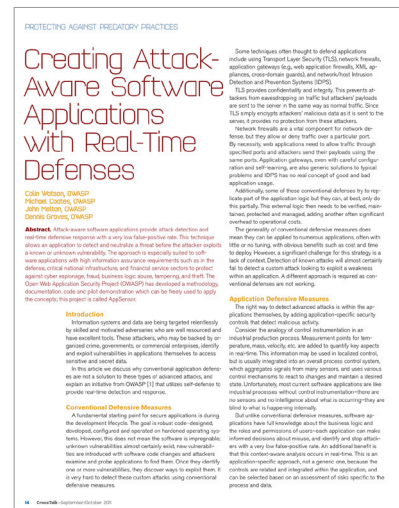 PROTECTING AGAINST PREDATORY PRACTICES
Creating Attack-
Aware Software
Applications
with Real-Time
Defenses
Colin Watson, OWASP
Michael Coates, OWASP
John Melton, OWASP
Dennis Groves, OWASP
Abstract. Attack-aware software applications provide attack detection and
real-time defensive response with a very low false-positive rate. This technique
allows an application to detect and neutralize a threat before the attacker exploits
a known or unknown vulnerability. The approach is especially suited to soft-
ware applications with high information assurance requirements such as in the
defense, critical national infrastructure, and financial service sectors to protect
against cyber espionage, fraud, business logic abuse, tampering, and theft. The
Open Web Application Security Project (OWASP) has developed a methodology,
documentation, code and pilot demonstration which can be freely used to apply
the concepts; this project is called AppSensor.
Introduction
Information systems and data are being targeted relentlessly
by skilled and motivated adversaries who are well resourced and
have excellent tools. These attackers, who may be backed by or-
ganized crime, governments, or commercial enterprises, identify
and exploit vulnerabilities in applications themselves to access
sensitive and secret data.
In this article we discuss why conventional application defens-
es are not a solution to these types of advanced attacks, and
explain an initiative from OWASP [1] that utilizes self-defense to
provide real-time detection and response.
Conventional Defensive Measures
A fundamental starting point for secure applications is during
the development lifecycle. The goal is robust code-designed,
developed, configured and operated on hardened operating sys-
tems. However, this does not mean the software is impregnable;
unknown vulnerabilities almost certainly exist, new vulnerabili-
ties are introduced with software code changes and attackers
examine and probe applications to find them. Once they identify
one or more vulnerabilities, they discover ways to exploit them. It
is very hard to detect these custom attacks using conventional
defensive measures.
Some techniques often thought to defend applications
include using Transport Layer Security (TLS), network firewalls,
application gateways (e.g., web application firewalls, XML ap-
pliances, cross-domain guards), and network/host Intrusion
Detection and Prevention Systems (IDPS).
TLS provides confidentiality and integrity. This prevents at-
tackers from eavesdropping on traffic but attackers' payloads
are sent to the server in the same way as normal traffic. Since
TLS simply encrypts attackers' malicious data as it is sent to the
server, it provides no protection from these attackers.
Network firewalls are a vital component for network de-
fense, but they allow or deny traffic over a particular port.
By necessity, web applications need to allow traffic through
specified ports and attackers send their payloads using the
same ports. Application gateways, even with careful configur-
ation and self-learning, are also generic solutions to typical
problems and IDPS has no real concept of good and bad
application usage.
Additionally, some of these conventional defenses try to rep-
licate part of the application logic but they can, at best, only do
this partially. This external logic then needs to be verified, main-
tained, protected and managed, adding another often significant
overhead to operational costs.
The generality of conventional defensive measures does
mean they can be applied to numerous applications, often with
little or no tuning, with obvious benefits such as cost and time
to deploy. However, a significant challenge for this strategy is a
lack of context. Detection of known attacks will almost certainly
fail to detect a custom attack looking to exploit a weakness
within an application. A different approach is required as con-
ventional defenses are not working.
Application Defensive Measures
The right way to detect advanced attacks is within the ap-
plications themselves, by adding application-specific security
controls that detect malicious activity.
Consider the analogy of control instrumentation in an
industrial production process. Measurement points for tem-
perature, mass, velocity, etc. are added to quantify key aspects
in real-time. This information may be used in localized control,
but is usually integrated into an overall process control system,
which aggregates signals from many sensors, and uses various
control mechanisms to react to changes and maintain a desired
state. Unfortunately, most current software applications are like
industrial processes without control instrumentation—there are
no sensors and no intelligence about what is occurring—they are
blind to what is happening internally.
But unlike conventional defensive measures, software ap-
plications have full knowledge about the business logic and
the roles and permissions of users—each application can make
informed decisions about misuse, and identify and stop attack-
ers with a very low false-positive rate. An additional benefit is
that this context-aware analysis occurs in real-time. This is an
application-specific approach, not a generic one, because the
controls are related and integrated within the application, and
can be selected based on an assessment of risks specific to the
process and data.
14 CrossTalk—September/October 2011